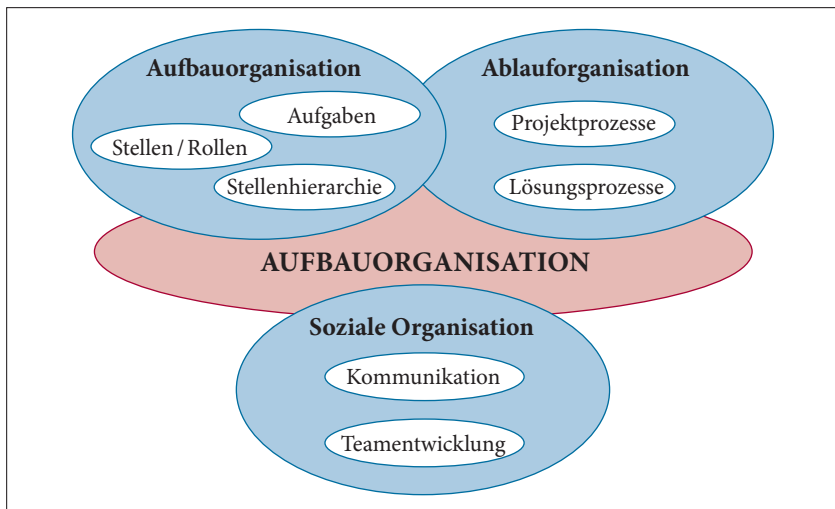 Aufbauorganisation
Aufgaben
Stellen / Rollen
Stellenhierarchie
Ablauforganisation
Projektprozesse
Lösungsprozesse
AUFBAUORGANISATION
Soziale Organisation
Kommunikation
Teamentwicklung